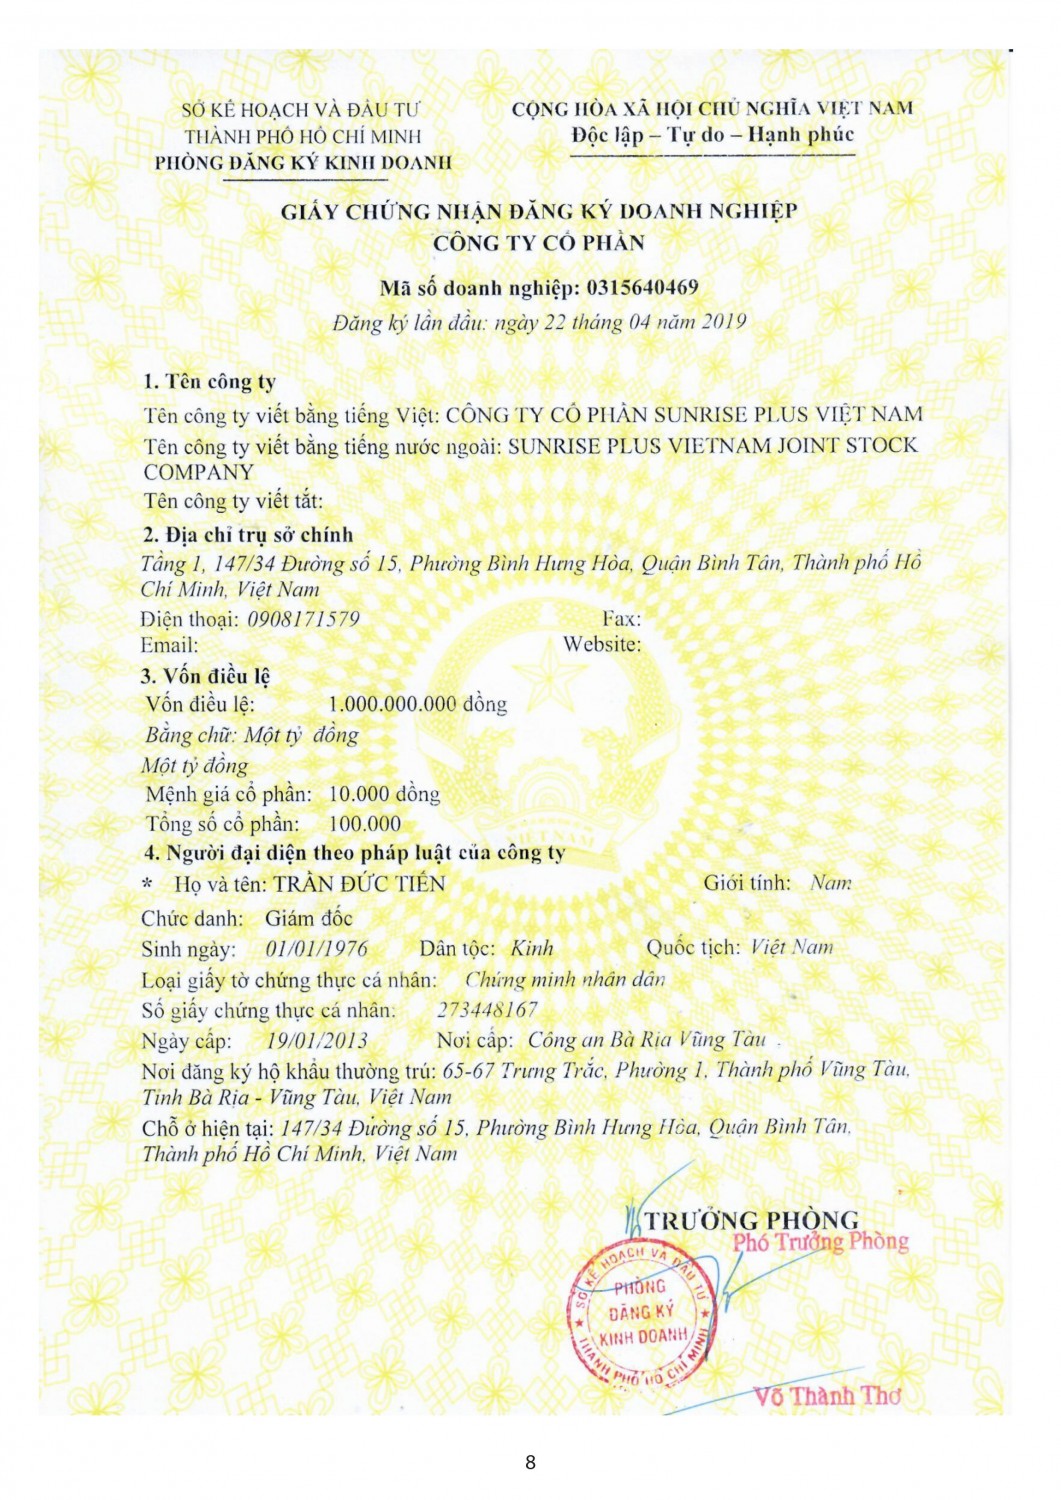 SỞ KẾ HOẠCH VÀ ĐẦU TƯ
THÀNH PHỐ HỒ CHÍ MINH
PHÒNG ĐĂNG KÝ KINH DOANH
CỘNG HÒA XÃ HỘI CHỦ NGHĨA VIỆT NAM
Độc lập – Tự do – Hạnh phúc
GIẤY CHỨNG NHẬN ĐĂNG KÝ DOANH NGHIỆP
CÔNG TY CỔ PHẦN
Mã số doanh nghiệp: 0315640469
Đăng ký lần đầu: ngày 22 tháng 04 năm 2019
1. Tên công ty
Tên công ty viết bằng tiếng Việt: CÔNG TY CỔ PHẦN SUNRISE PLUS VIỆT NAM
Tên công ty viết bằng tiếng nước ngoài: SUNRISE PLUS VIETNAM JOINT STOCK
COMPANY
Tên công ty viết tắt:
2. Địa chỉ trụ sở chính
Tầng 1, 147/34 Đường số 15, Phường Bình Hưng Hòa, Quận Bình Tân, Thành phố Hồ
Chí Minh, Việt Nam
Điện thoại: 0908171579 Fax:
Email: Website:
3. Vốn điều lệ
Vốn điều lệ: 1.000.000.000 đồng
Bằng chữ: Một tỷ đồng
Một tỷ đồng
Mệnh giá cổ phần: 10.000 đồng
Tổng số cổ phần: 100.000
4. Người đại diện theo pháp luật của công ty
* Họ và tên: TRẦN ĐỨC TIẾN Giới tính: Nam
Chức danh: Giám đốc
Sinh ngày: 01/01/1976 Dân tộc: Kinh Quốc tịch: Việt Nam
Loại giấy tờ chứng thực cá nhân: Chứng minh nhân dân
Số giấy chứng thực cá nhân: 273448167
Ngày cấp: 19/01/2013 Nơi cấp: Công an Bà Rịa Vũng Tàu
Nơi đăng ký hộ khẩu thường trú: 65-67 Trưng Trắc, Phường 1, Thành phố Vũng Tàu,
Tỉnh Bà Rịa - Vũng Tàu, Việt Nam
Chỗ ở hiện tại: 147/34 Đường số 15, Phường Bình Hưng Hòa, Quận Bình Tân,
Thành phố Hồ Chí Minh, Việt Nam
TRƯỞNG PHÒNG
Phó Trưởng Phòng
SỞ KẾ HOẠCH VÀ ĐẦU TƯ
PHÒNG
ĐĂNG KÝ
KINH DOANH
THÀNH PHỐ HỒ CHÍ MINH
Võ Thành Thơ
VIỆT NAM
8